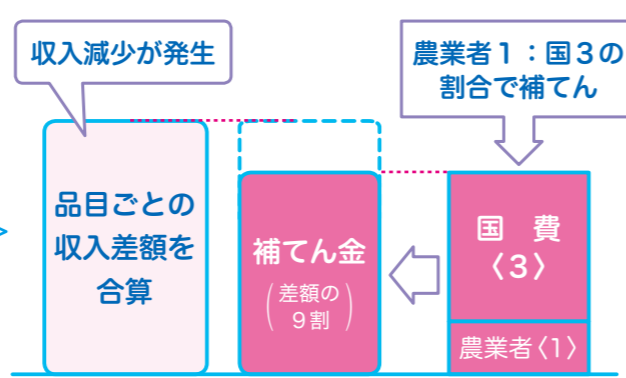 収入減少が発生
農業者1：国3の
割合で補てん
品目ごとの
収入差額を
合算
補てん金
(差額の
9割)
国 費
〈3〉
農業者〈1〉